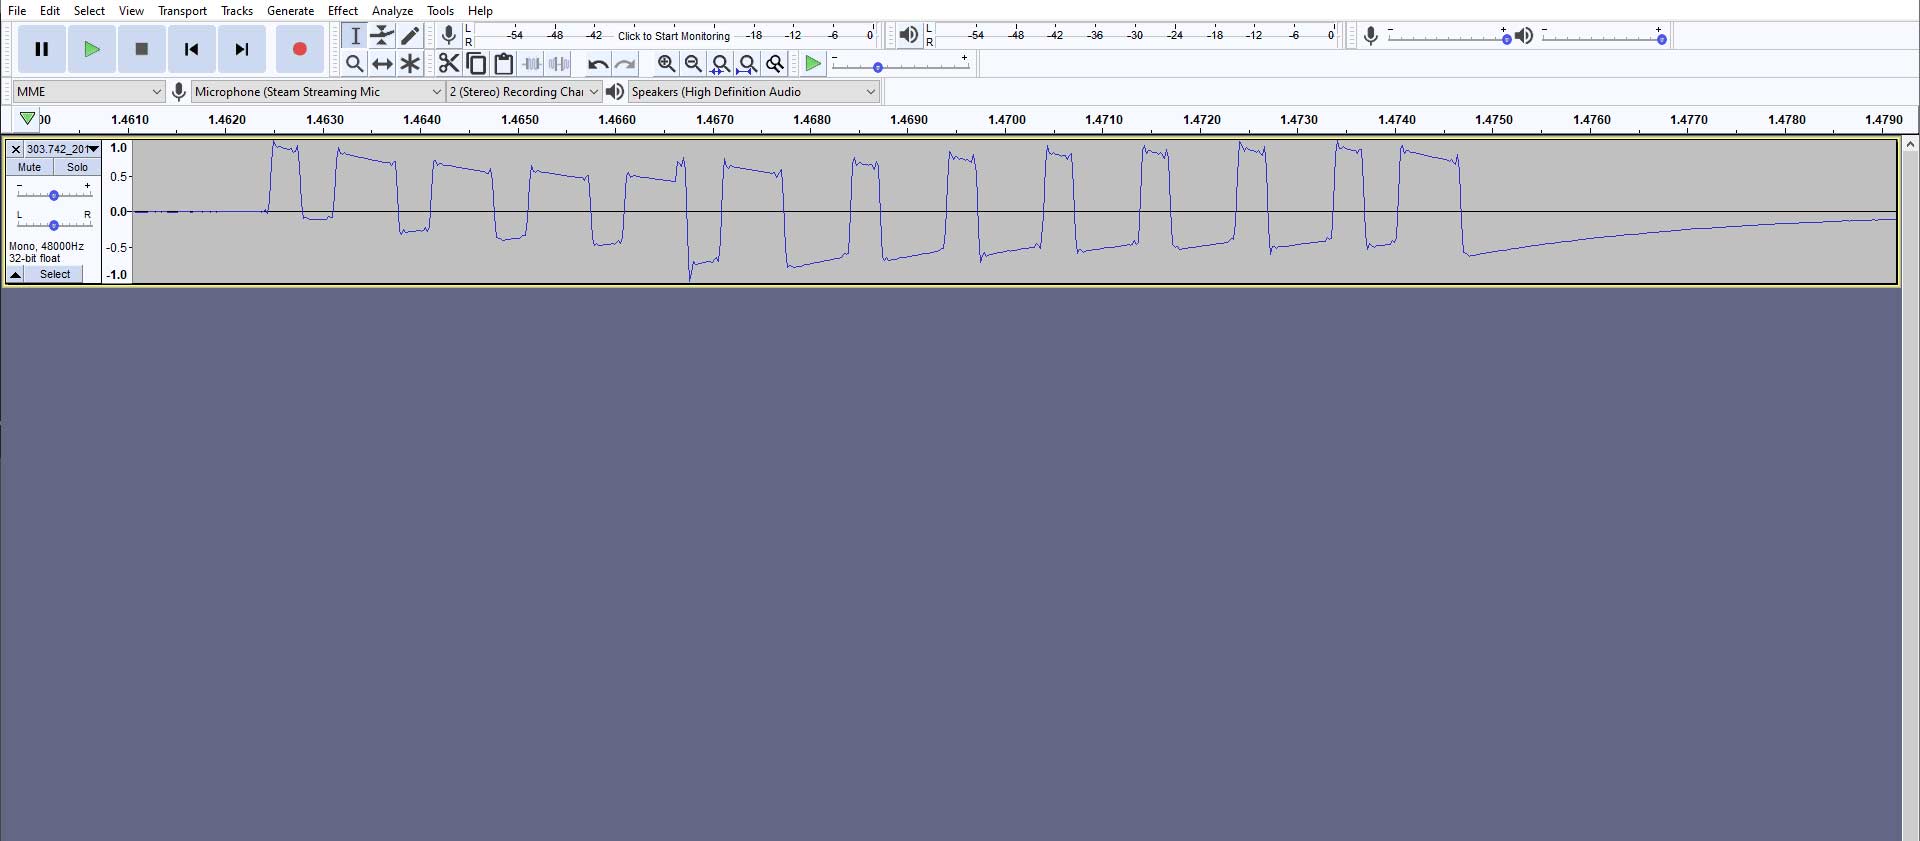 File Edit Select View Transport Tracks Generate Effect Analyze Tools Help
L R -54 -48 -42 Click to Start Monitoring -18 -12 -6 0 L R -54 -48 -42 -36 -30 -24 -18 -12 -6 0 - + - +
- +
MME Microphone (Steam Streaming Mic 2 (Stereo) Recording Chai Speakers (High Definition Audio
00 1.4610 1.4620 1.4630 1.4640 1.4650 1.4660 1.4670 1.4680 1.4690 1.4700 1.4710 1.4720 1.4730 1.4740 1.4750 1.4760 1.4770 1.4780 1.4790
303.742_201 1.0
Mute Solo
- + 0.5
L R 0.0
Mono, 48000Hz -0.5
32-bit float
Select -1.0